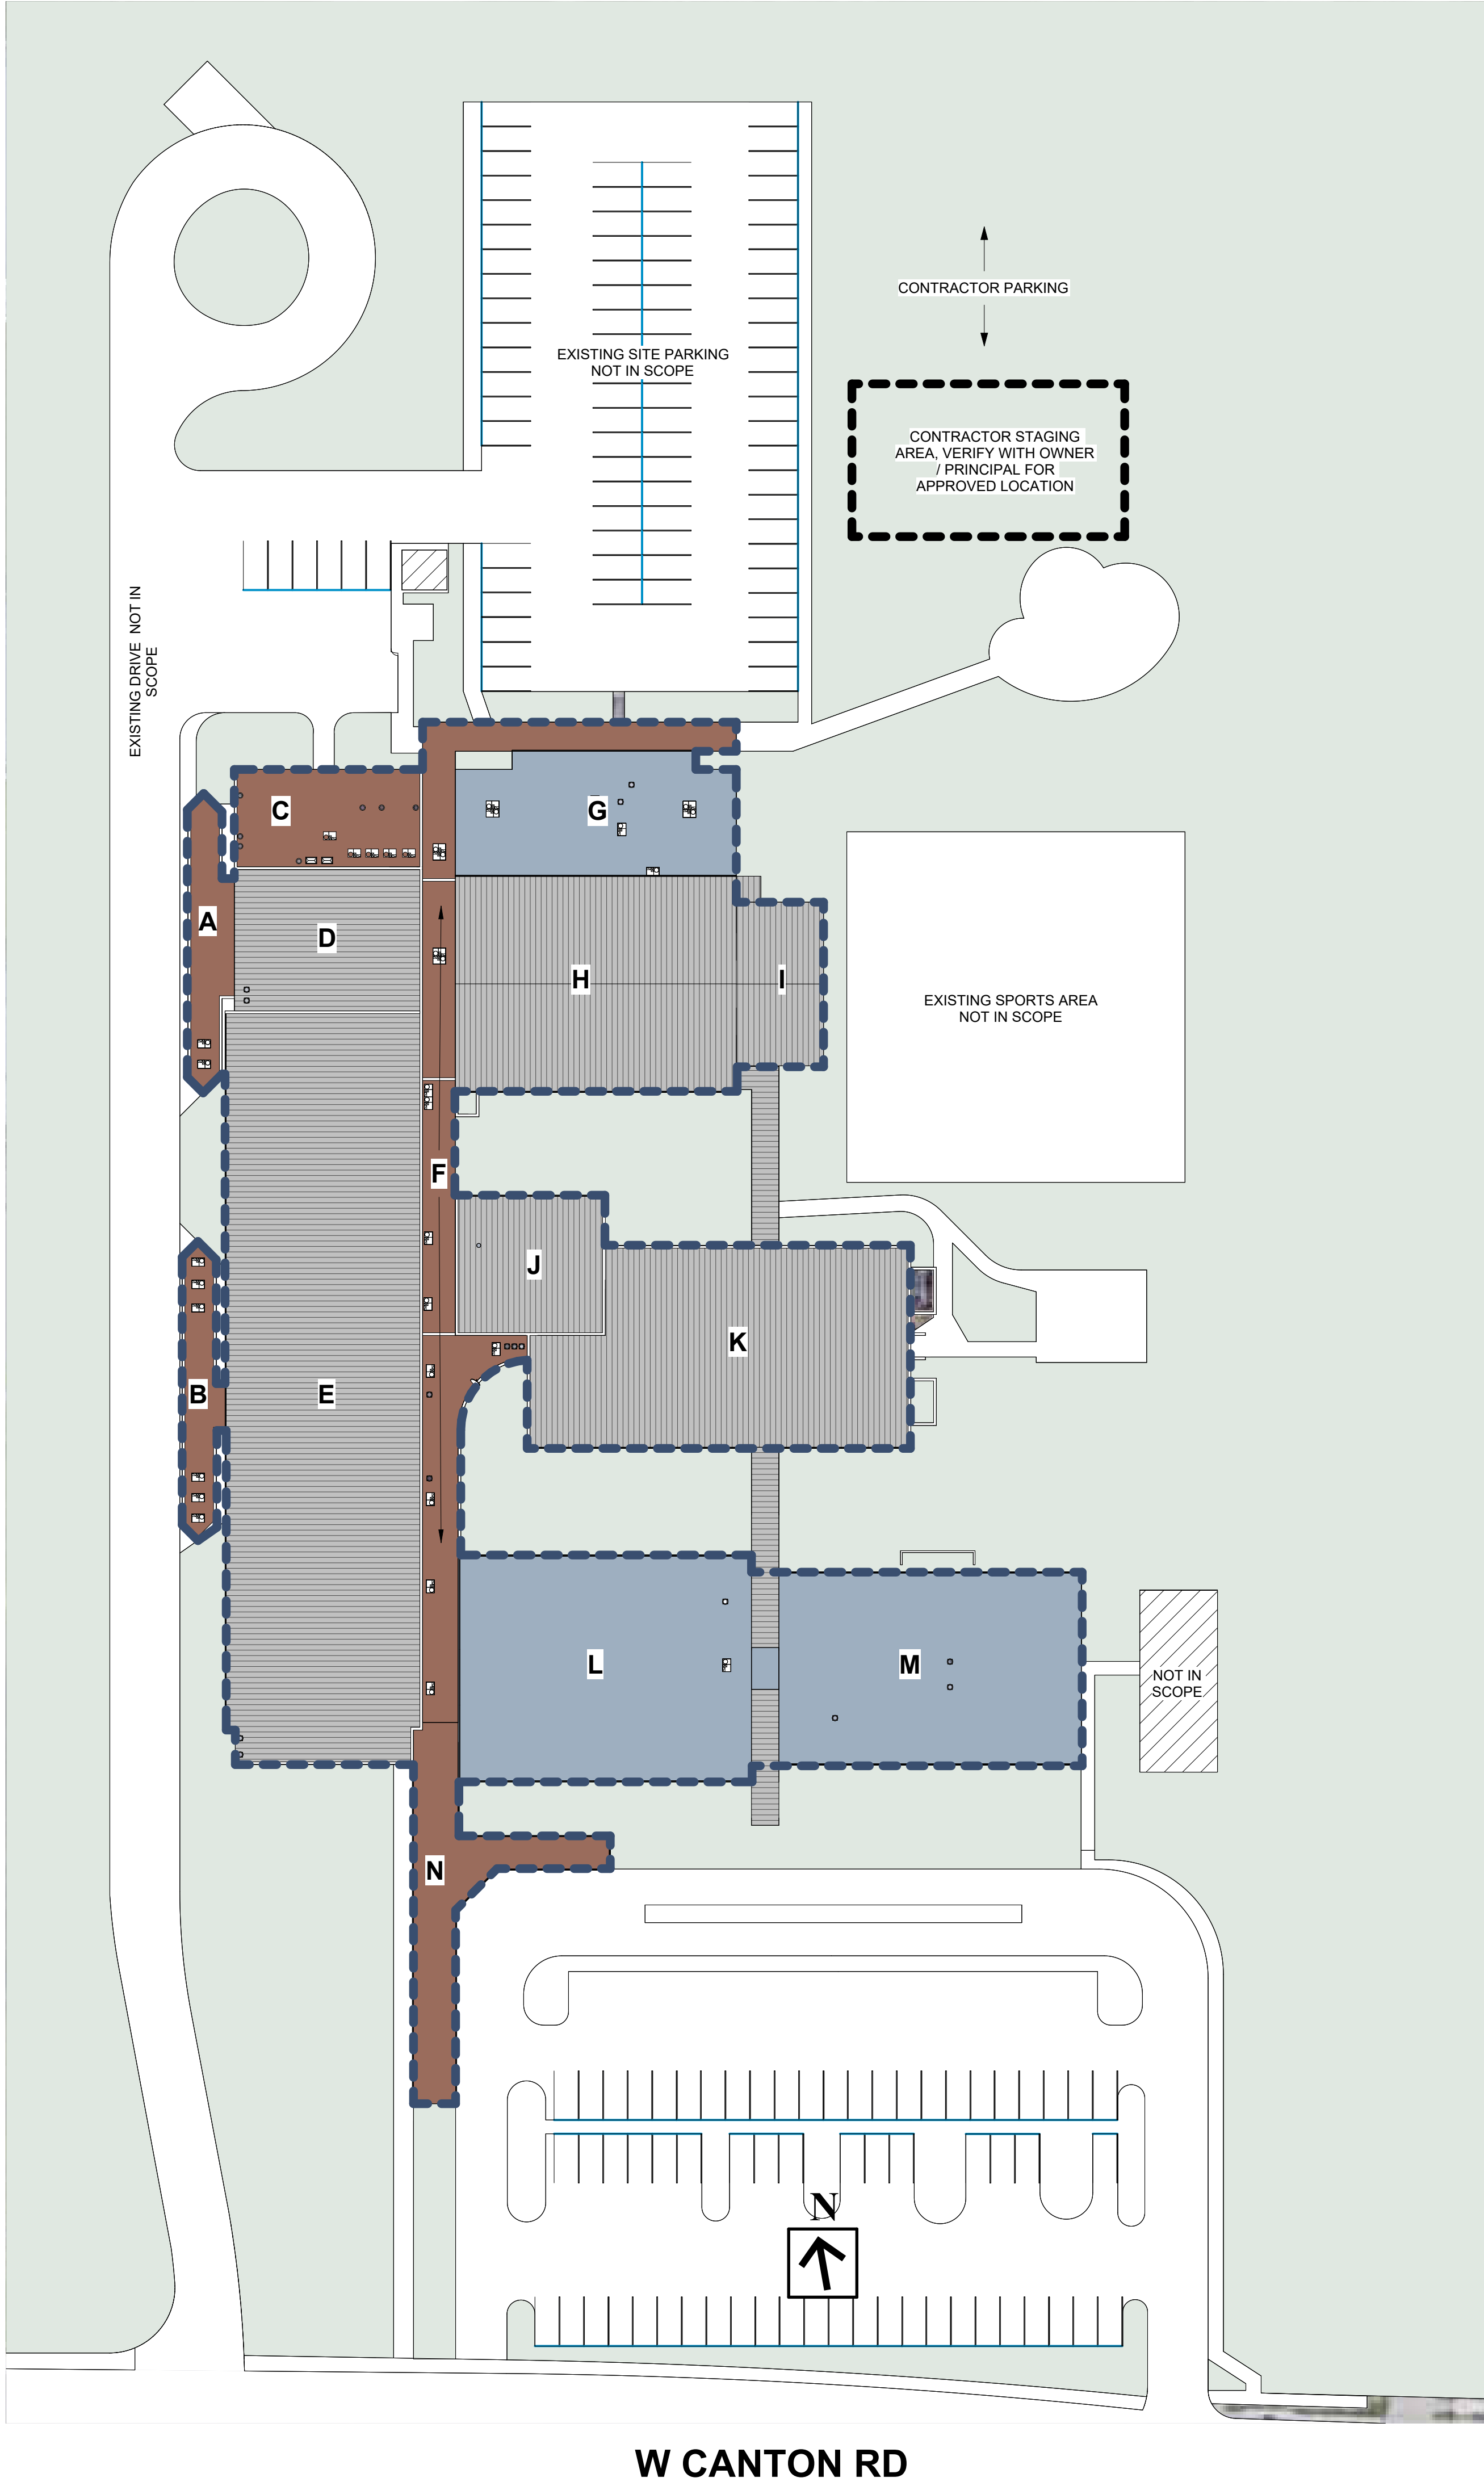 CONTRACTOR PARKING
EXISTING SITE PARKING
NOT IN SCOPE
CONTRACTOR STAGING
AREA, VERIFY WITH OWNER
/ PRINCIPAL FOR
APPROVED LOCATION
EXISTING DRIVE NOT IN
SCOPE
C
G
A
D
H
I
EXISTING SPORTS AREA
NOT IN SCOPE
F
J
K
B
E
L
M
NOT IN
SCOPE
N
N
W CANTON RD